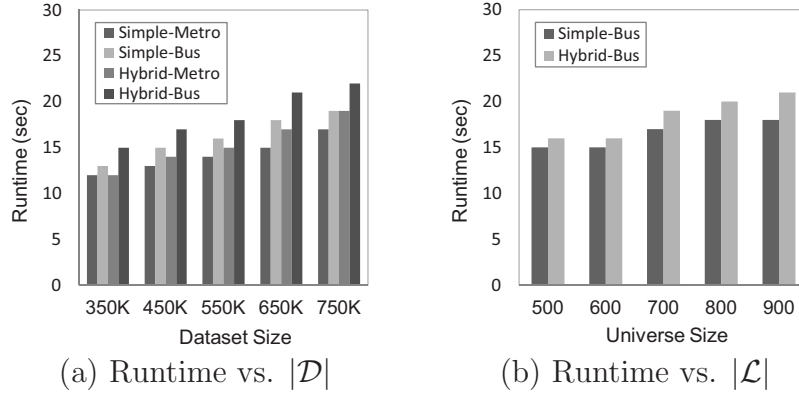 30
25
20
15
10
5
0
Runtime (sec)
Simple-Metro
Simple-Bus
Hybrid-Metro
Hybrid-Bus
350K 450K 550K 650K 750K
Dataset Size
(a) Runtime vs. |𝒟|
30
25
20
15
10
5
0
Runtime (sec)
Simple-Bus
Hybrid-Bus
500 600 700 800 900
Universe Size
(b) Runtime vs. |ℒ|